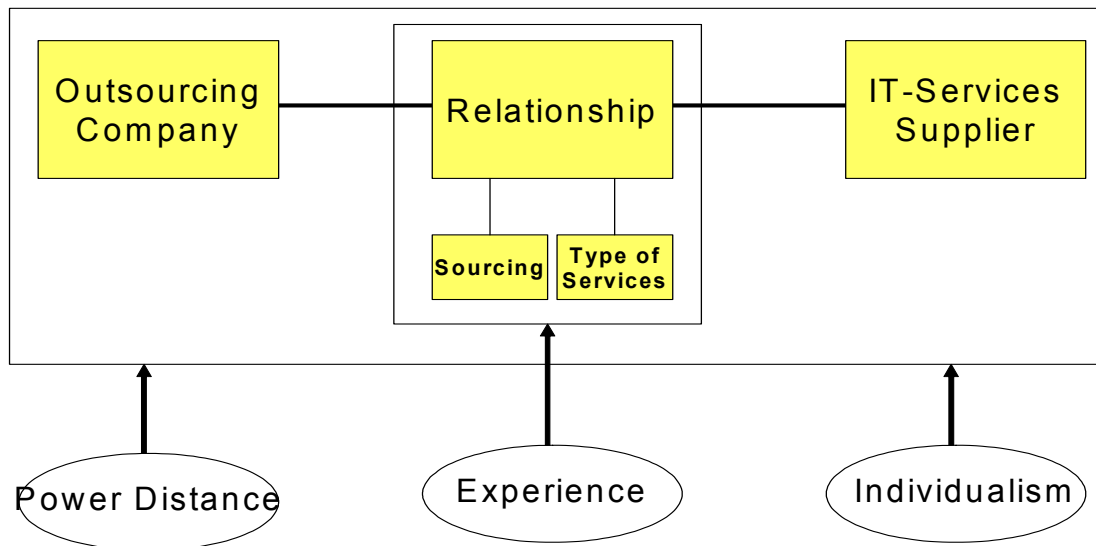 Outsourcing
Company
Relationship
IT-Services
Supplier
Sourcing
Type of
Services
Power Distance
Experience
Individualism